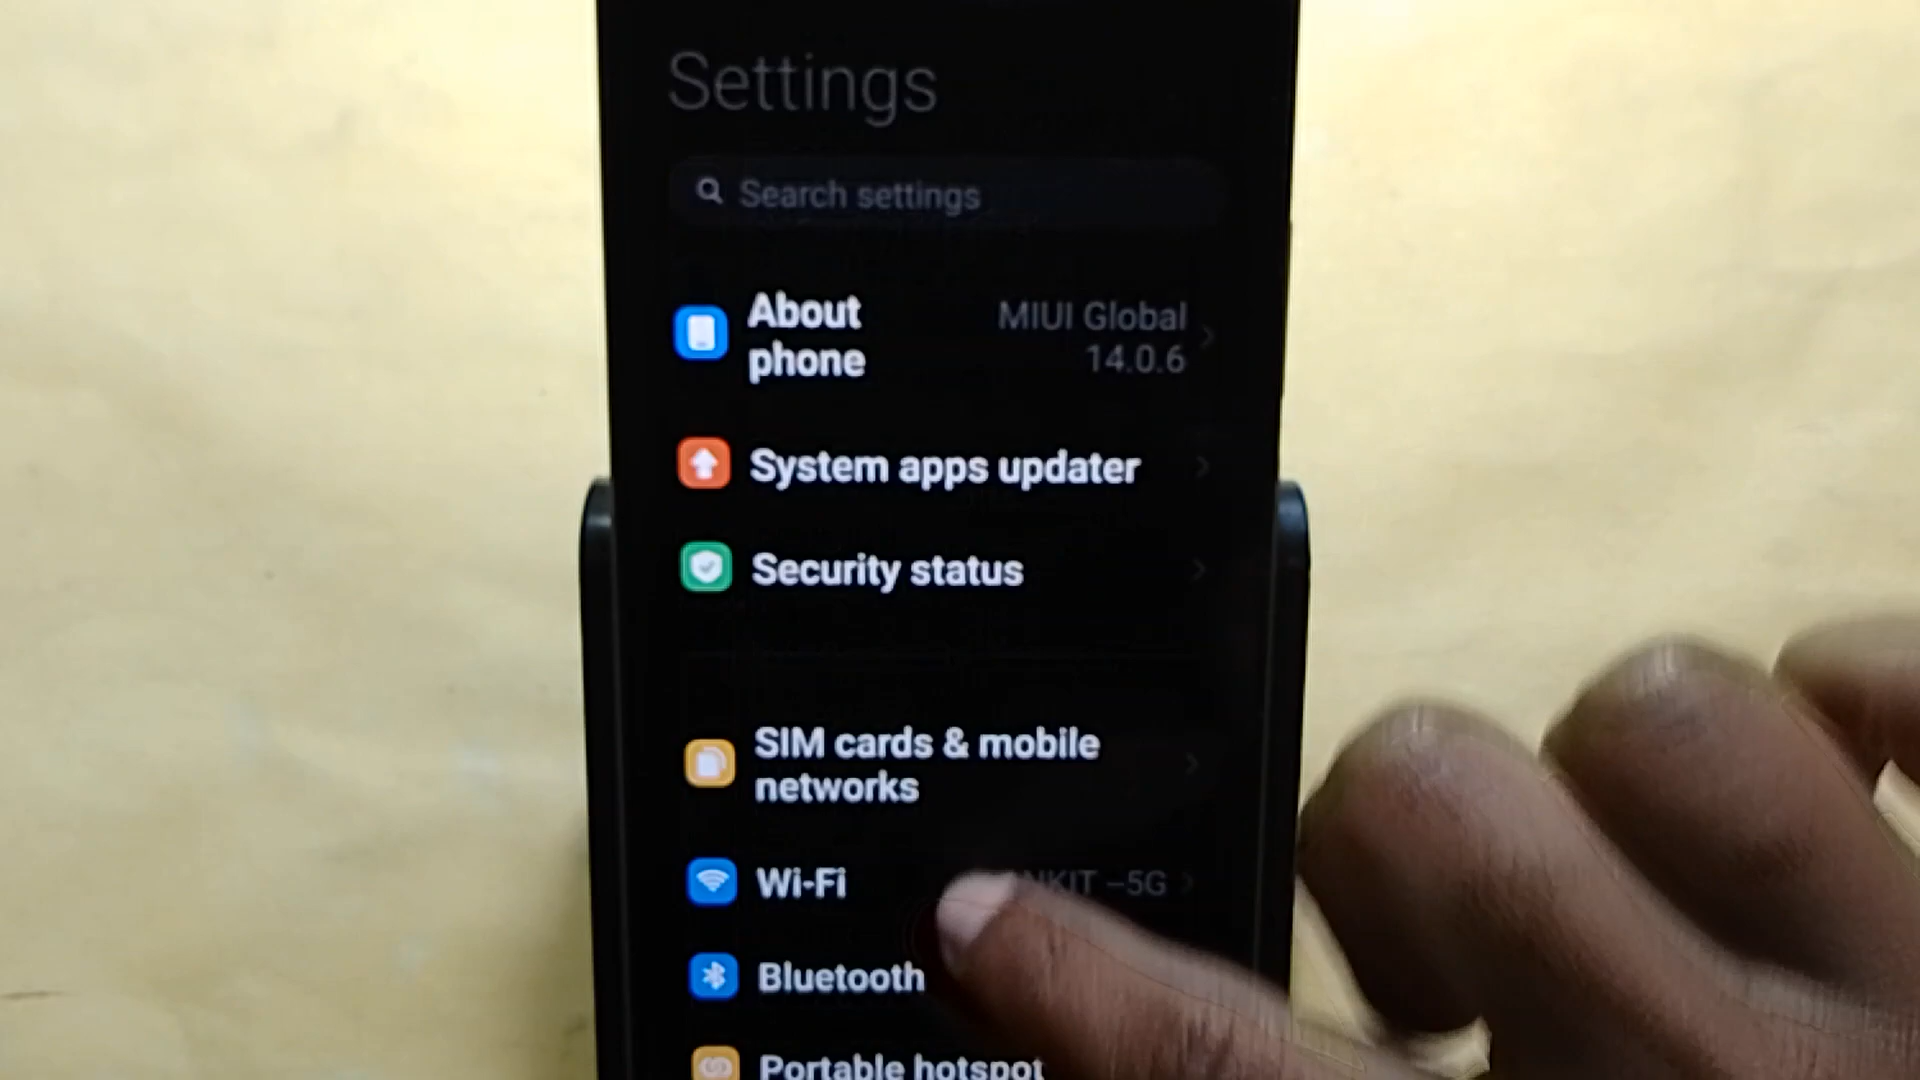 Settings
Search settings
About
phone
MIUI Global
14.0.6
System apps updater
Security status
SIM cards & mobile
networks
Wi-Fi
–5G
Bluetooth
Portable hotspot